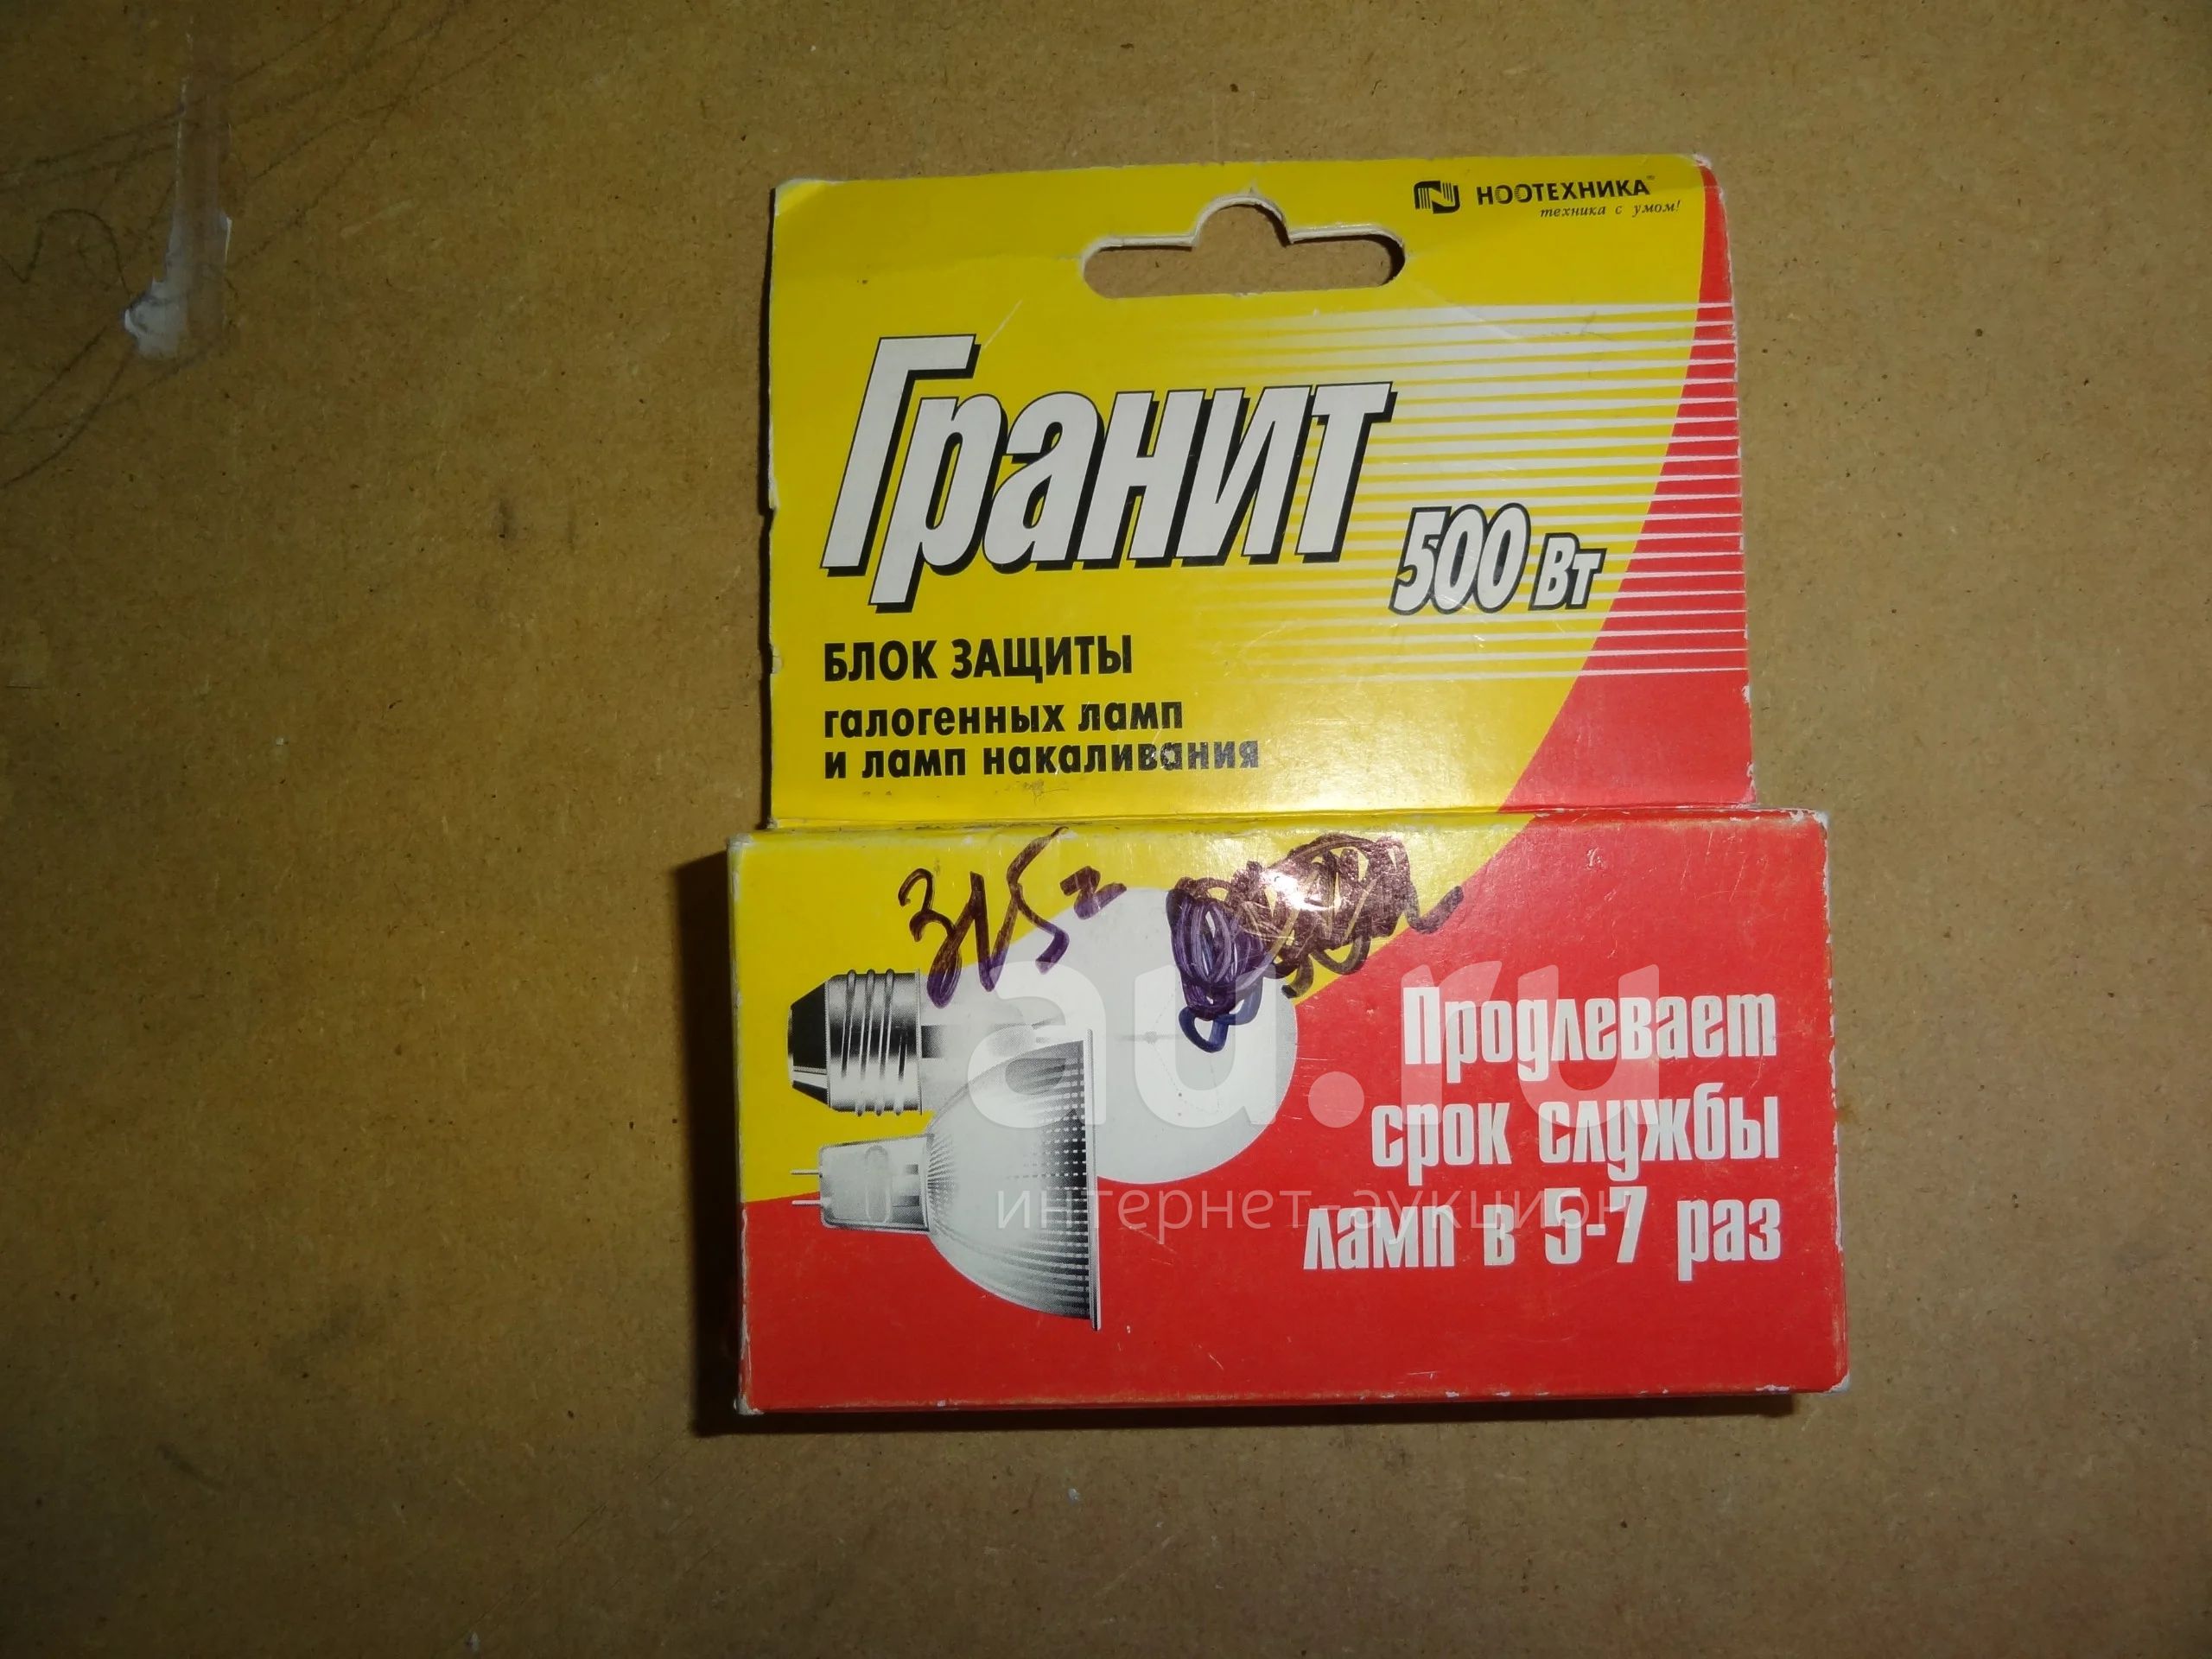 НООТЕХНИКА®
техника с умом!
Гранит
500 Вт
БЛОК ЗАЩИТЫ
галогенных ламп
и ламп накаливания
Продлевает
срок службы
ламп в 5-7 раз
au.ru
интернет-аукцион